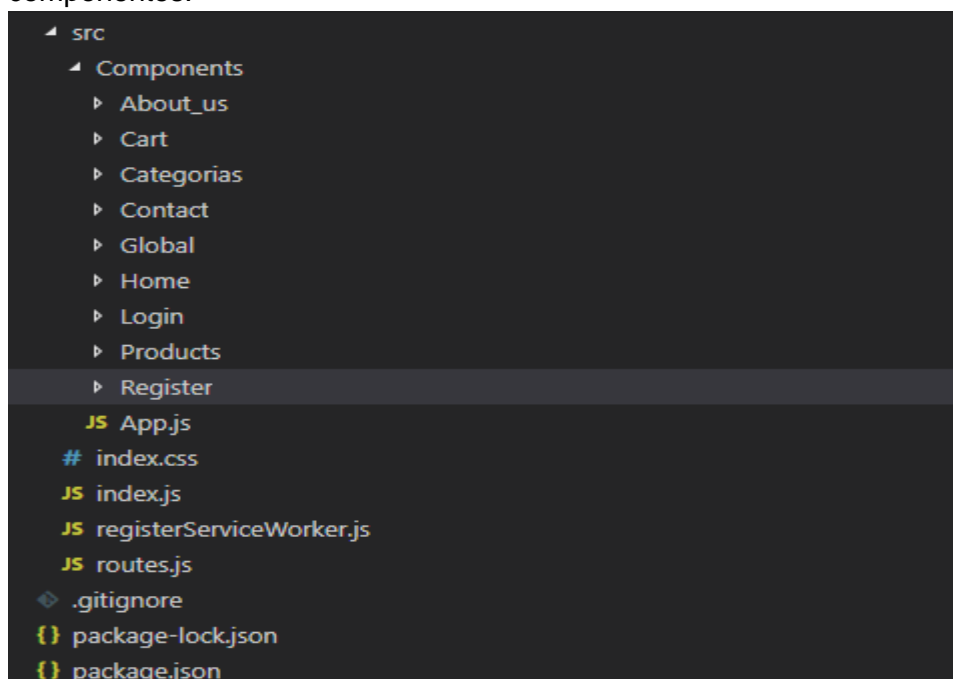 componentes.
src
Components
About_us
Cart
Categorias
Contact
Global
Home
Login
Products
Register
JS App.js
# index.css
JS index.js
JS registerServiceWorker.js
JS routes.js
.gitignore
{} package-lock.json
{} package.json